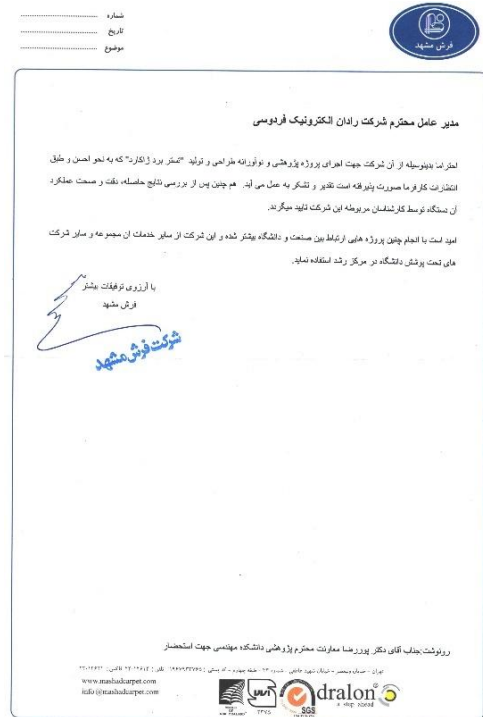 شماره
تاریخ
موضوع
فرش مشهد
مدیر عامل محترم شرکت رادان الکترونیک فردوسی
احتراما بدینوسیله از آن شرکت جهت اجرای پروژه پژوهشی و نوآورانه طراحی و تولید "تستر برد ژاکارد" که به نحو احسن و طبق
انتظارات کارفرما صورت پذیرفته است تقدیر و تشکر به عمل می آید. هم چنین پس از بررسی نتایج حاصله، دقت و صحت عملکرد
آن دستگاه توسط کارشناسان مربوطه این شرکت تایید میگردد.
امید است با انجام چنین پروژه هایی ارتباط بین صنعت و دانشگاه بیشتر شده و این شرکت از سایر خدمات آن مجموعه و سایر شرکت
های تحت پوشش دانشگاه در مرکز رشد استفاده نماید.
با آرزوی توفیقات بیشتر
فرش مشهد
شرکت فرش مشهد
رونوشت:جناب آقای دکتر پوررضا معاونت محترم پژوهشی دانشکده مهندسی جهت استحضار
www.mashadcarpet.com
info@mashadcarpet.com
dralon
a step ahead
SGS